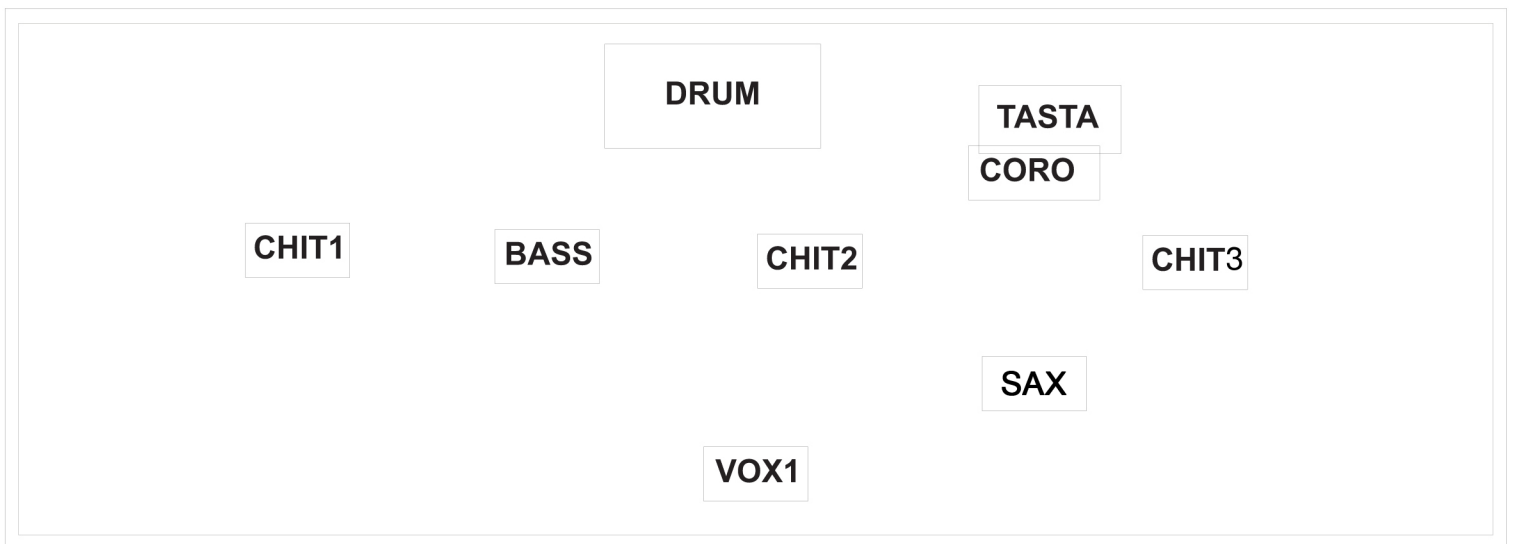 DRUM
TASTA
CORO
CHIT1
BASS
CHIT2
CHIT3
SAX
VOX1